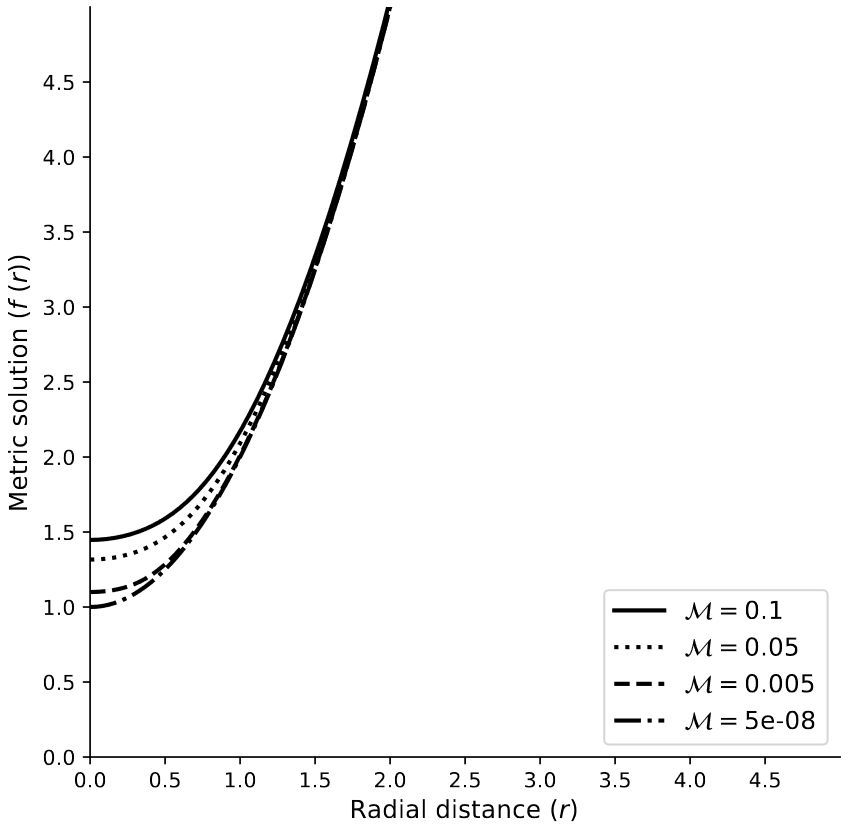 4.5
4.0
3.5
3.0
2.5
2.0
1.5
1.0
0.5
0.0
Metric solution (f (r))
0.0 0.5 1.0 1.5 2.0 2.5 3.0 3.5 4.0 4.5
Radial distance (r)
ℳ = 0.1
ℳ = 0.05
ℳ = 0.005
ℳ = 5e-08